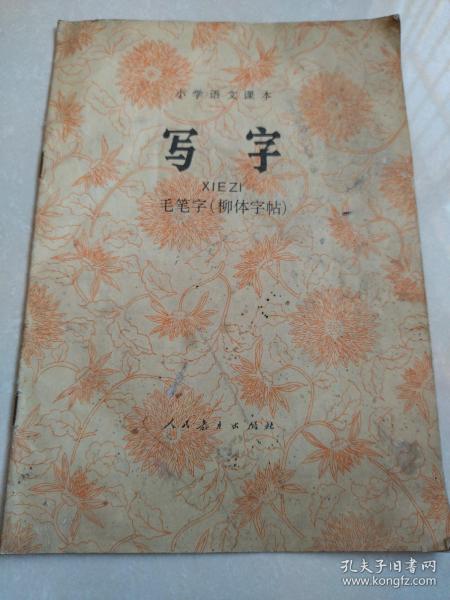 小学语文课本
写字
XIEZI
毛笔字(柳体字帖)
人民教育出版社
孔夫子旧书网
www.kongfz.com